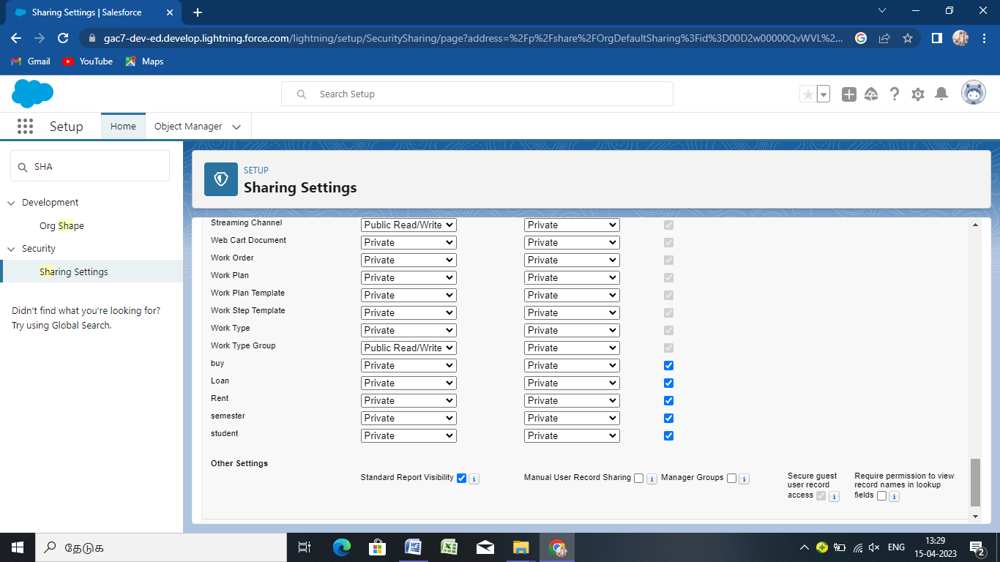 Sharing Settings | Salesforce
gac7-dev-ed.develop.lightning.force.com/lightning/setup/SecuritySharing/page?address=%2Fp%2Fshare%2FOrgDefaultSharing%3Fid%3D00D2w00000QvWVL%2...
Gmail YouTube Maps
Search Setup
Setup Home Object Manager
SHA
Development
Org Shape
Security
Sharing Settings
Didn't find what you're looking for?
Try using Global Search.
SETUP
Sharing Settings
Streaming Channel Public Read/Write Private
Web Cart Document Private Private
Work Order Private Private
Work Plan Private Private
Work Plan Template Private Private
Work Step Template Private Private
Work Type Private Private
Work Type Group Public Read/Write Private
buy Private Private
Loan Private Private
Rent Private Private
semester Private Private
student Private Private
Other Settings
Standard Report Visibility i Manual User Record Sharing i Manager Groups i
Secure guest
user record
access i
Require permission to view
record names in lookup
fields i
தேடுக
ENG
13:29
15-04-2023
2